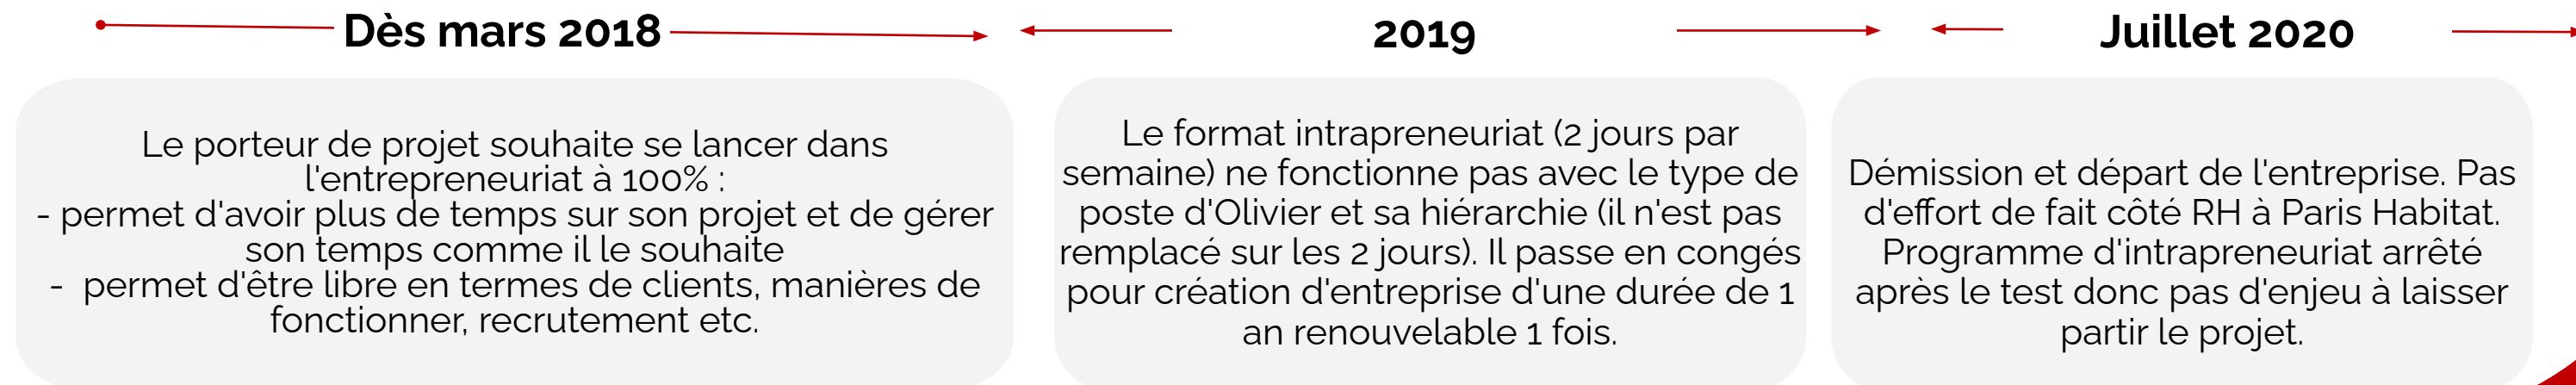 Dès mars 2018
Le porteur de projet souhaite se lancer dans
l'entrepreneuriat à 100% :
- permet d'avoir plus de temps sur son projet et de gérer
son temps comme il le souhaite
- permet d'être libre en termes de clients, manières de
fonctionner, recrutement etc.
2019
Le format intrapreneuriat (2 jours par
semaine) ne fonctionne pas avec le type de
poste d'Olivier et sa hiérarchie (il n'est pas
remplacé sur les 2 jours). Il passe en congés
pour création d'entreprise d'une durée de 1
an renouvelable 1 fois.
Juillet 2020
Démission et départ de l'entreprise. Pas
d'effort de fait côté RH à Paris Habitat.
Programme d'intrapreneuriat arrêté
après le test donc pas d'enjeu à laisser
partir le projet.